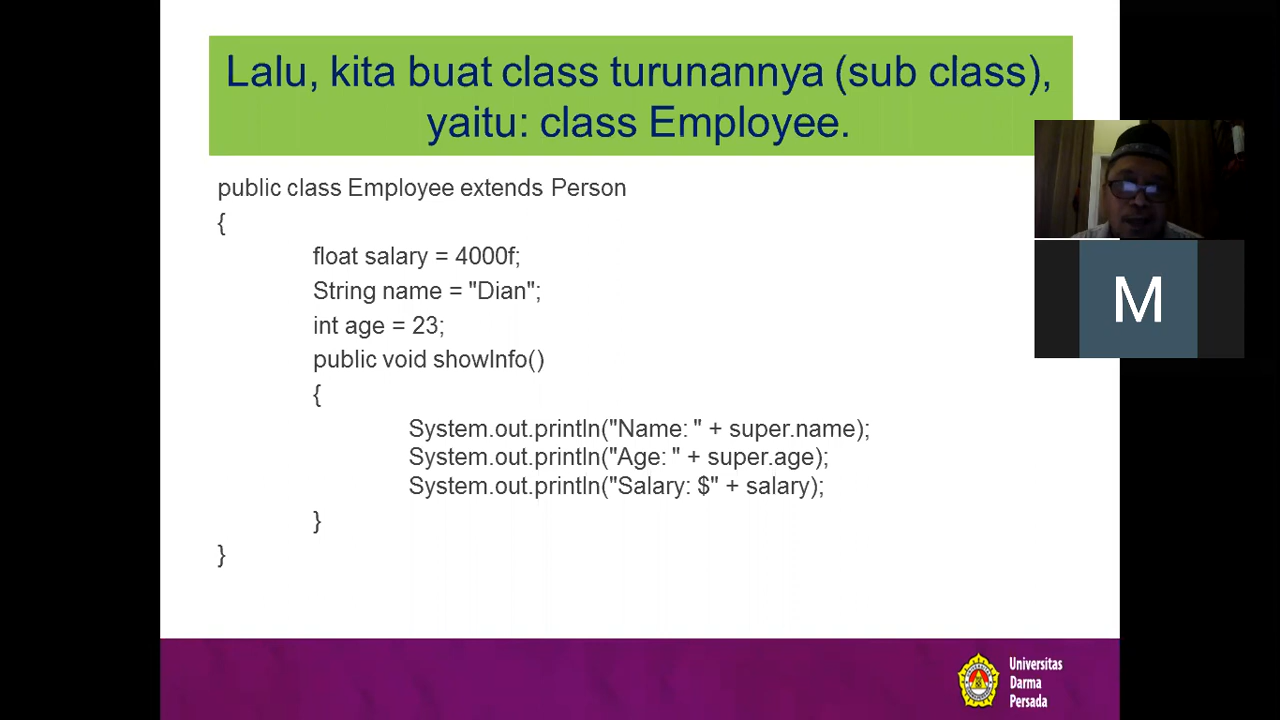 Lalu, kita buat class turunannya (sub class),
yaitu: class Employee.
public class Employee extends Person
{
float salary = 4000f;
String name = "Dian";
int age = 23;
public void showInfo()
{
System.out.println("Name: " + super.name);
System.out.println("Age: " + super.age);
System.out.println("Salary: $" + salary);
}
}
M
Universitas
Darma
Persada